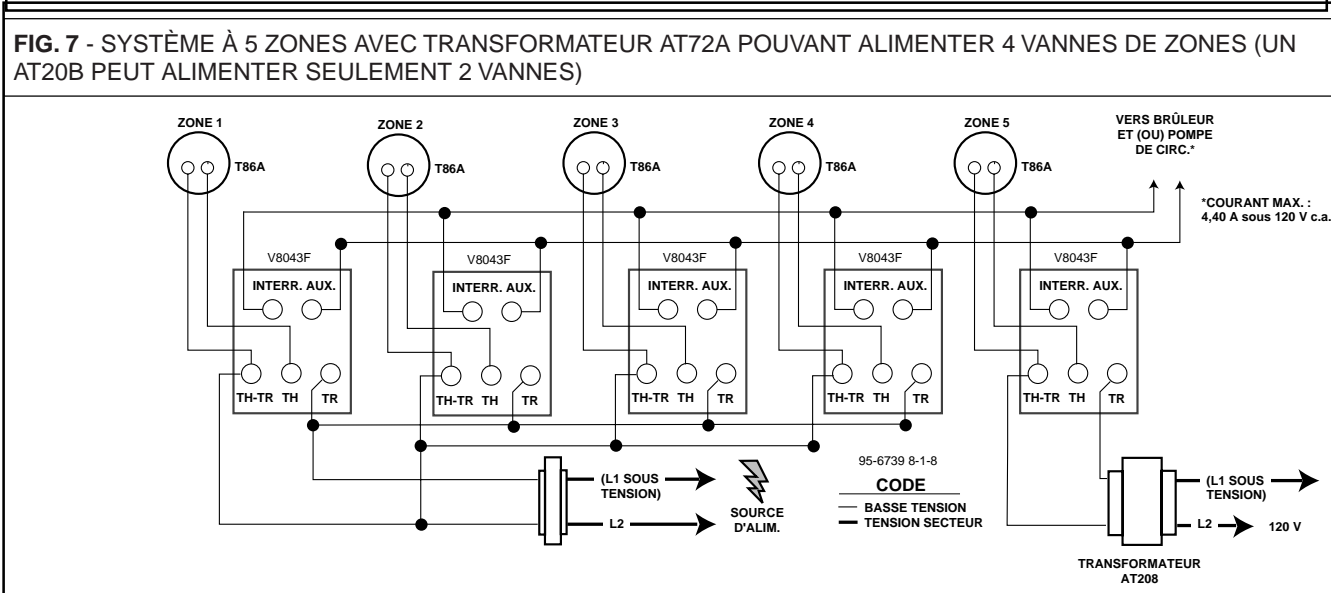 FIG. 7 - SYSTÈME À 5 ZONES AVEC TRANSFORMATEUR AT72A POUVANT ALIMENTER 4 VANNES DE ZONES (UN
AT20B PEUT ALIMENTER SEULEMENT 2 VANNES)
ZONE 1
ZONE 2
ZONE 3
ZONE 4
ZONE 5
VERS BRÛLEUR
ET (OU) POMPE
DE CIRC.*
T86A
T86A
T86A
T86A
T86A
*COURANT MAX. :
4,40 A sous 120 V c.a.
V8043F
V8043F
V8043F
V8043F
V8043F
INTERR. AUX.
INTERR. AUX.
INTERR. AUX.
INTERR. AUX.
INTERR. AUX.
TH-TR TH TR
TH-TR TH TR
TH-TR TH TR
TH-TR TH TR
TH-TR TH TR
(L1 SOUS
TENSION)
L2
SOURCE
D'ALIM.
95-6739 8-1-8
CODE
BASSE TENSION
TENSION SECTEUR
(L1 SOUS
TENSION)
L2
120 V
TRANSFORMATEUR
AT208